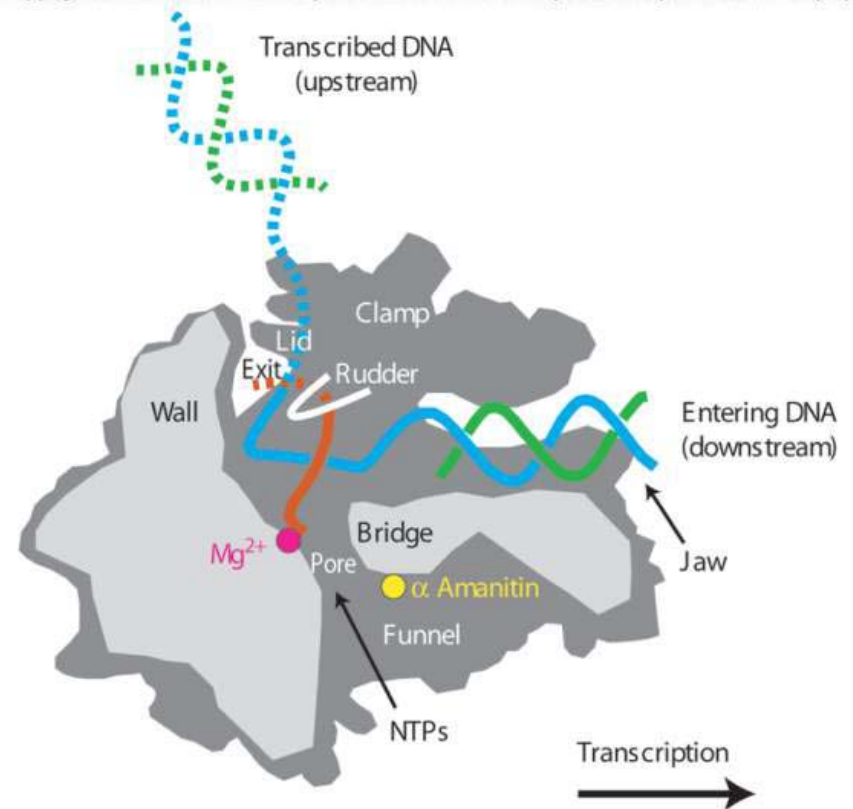 Transcribed DNA
(upstream)
Clamp
Lid
Exit
Rudder
Wall
Entering DNA
(downstream)
Bridge
Mg²⁺
Pore
Jaw
α Amanitin
Funnel
NTPs
Transcription